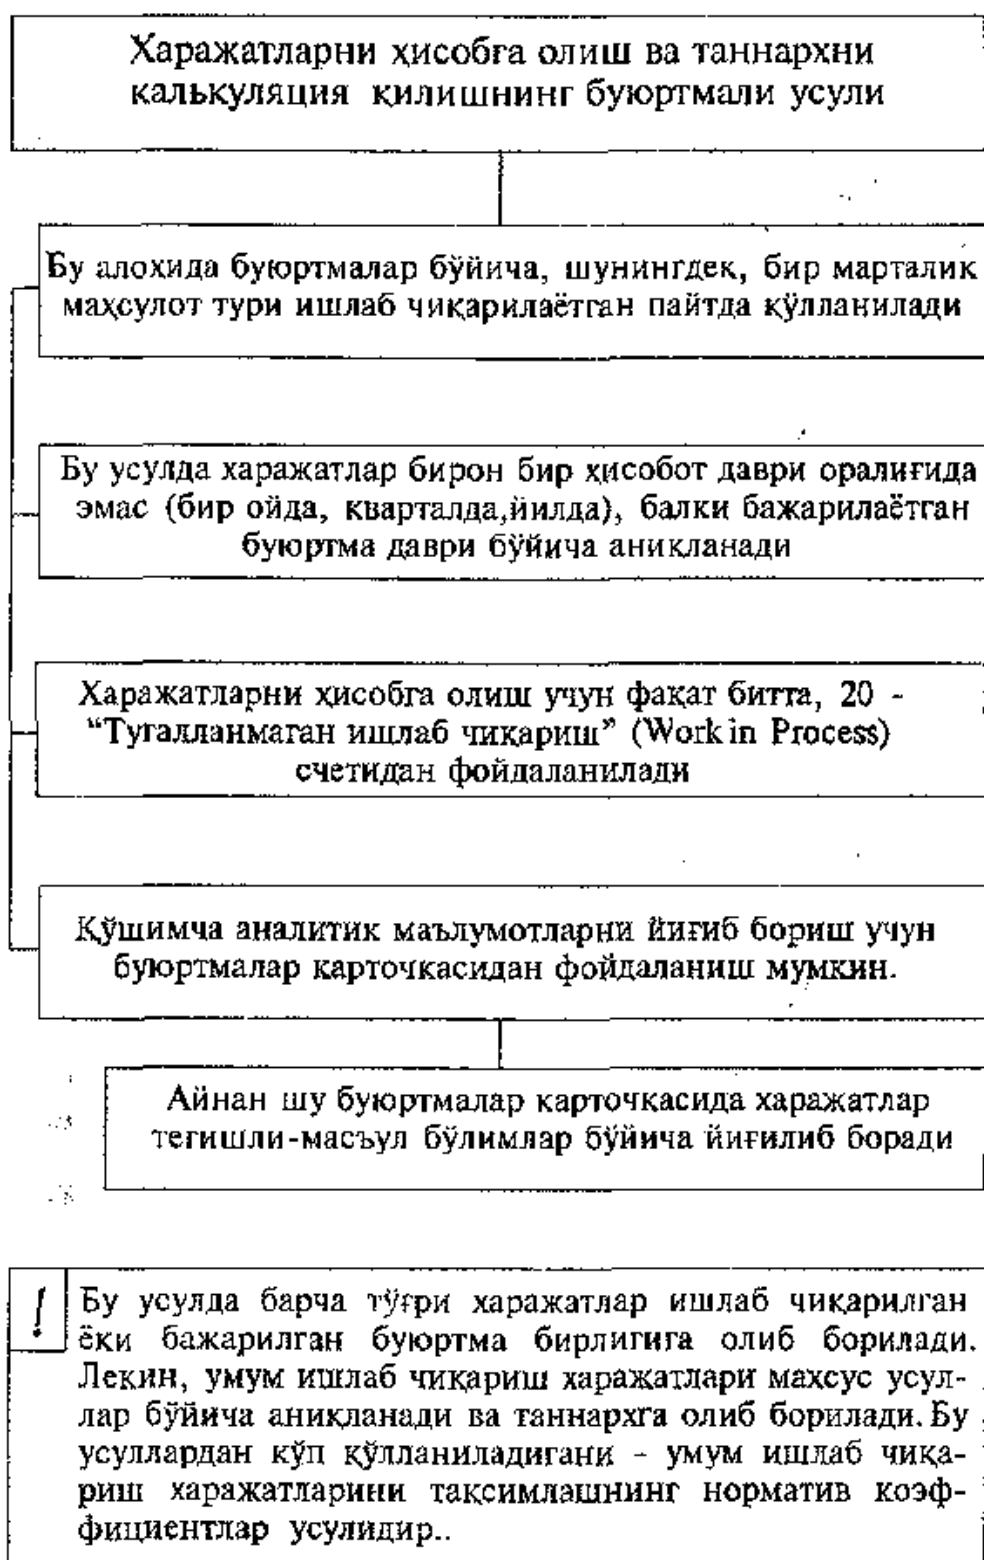 Харажатларни ҳисобга олиш ва таннархни
калькуляция қилишнинг буюртмали усули
Бу алохида буюртмалар бўйича, шунингдек, бир марталик
маҳсулот тури ишлаб чиқарилаётган пайтда қўлланилади
Бу усулда харажатлар бирон бир ҳисобот даври оралиғида
эмас (бир ойда, кварталда,йилда), балки бажарилаётган
буюртма даври бўйича аниқланади
Харажатларни ҳисобга олиш учун фақат битта, 20 -
“Тугалланмаган ишлаб чиқариш” (Work in Process)
счетидан фойдаланилади
Қўшимча аналитик маълумотларни йиғиб бориш учун
буюртмалар карточкасидан фойдаланиш мумкин.
Айнан шу буюртмалар карточкасида харажатлар
тегишли-масъул бўлимлар бўйича йиғилиб боради
! Бу усулда барча тўғри харажатлар ишлаб чиқарилган
ёки бажарилган буюртма бирлигига олиб борилади.
Лекин, умум ишлаб чиқариш харажатлари махсус усул-
лар бўйича аниқланади ва таннархга олиб борилади. Бу
усуллардан кўп қўлланиладигани - умум ишлаб чиқа-
риш харажатларини тақсимлашнинг норматив коэф-
фициентлар усулидир..